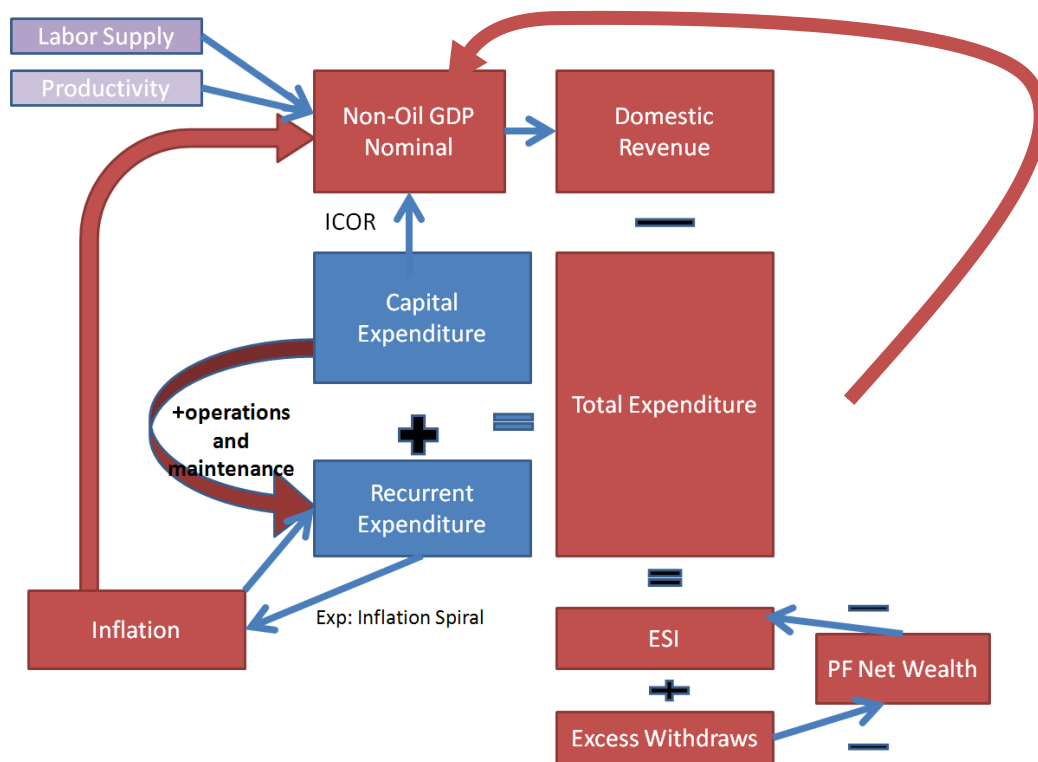 Labor Supply
Productivity
Non-Oil GDP
Nominal
Domestic
Revenue
ICOR
Capital
Expenditure
Total Expenditure
+operations
and
maintenance
Recurrent
Expenditure
Inflation
Exp: Inflation Spiral
ESI
PF Net Wealth
Excess Withdraws